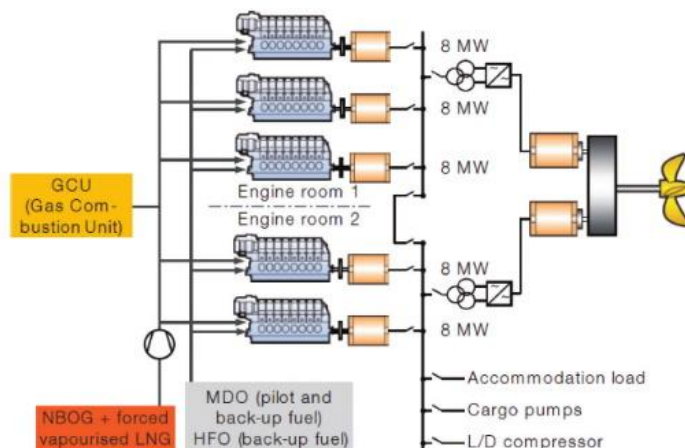 8 MW
8 MW
8 MW
GCU
(Gas Com-
bustion Unit)
Engine room 1
Engine room 2
8 MW
8 MW
NBOG + forced
vapourised LNG
MDO (pilot and
back-up fuel)
HFO (back-up fuel)
Accommodation load
Cargo pumps
L/D compressor